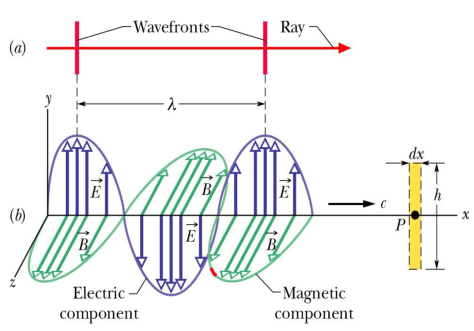 (a)
Wavefronts
Ray
y
λ
dx
h
E
B
E
B
E
B
c
P
x
(b)
z
Electric
component
Magnetic
component